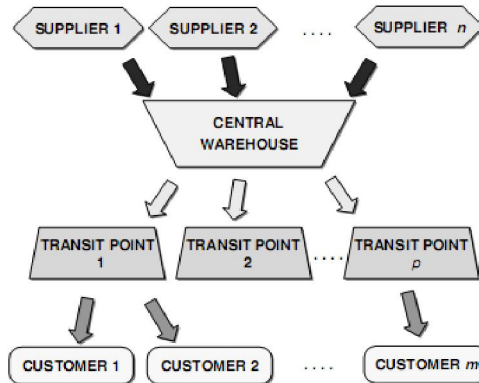 SUPPLIER 1 SUPPLIER 2 .... SUPPLIER n
CENTRAL
WAREHOUSE
TRANSIT POINT TRANSIT POINT TRANSIT POINT
1 2 .... p
CUSTOMER 1 CUSTOMER 2 .... CUSTOMER m